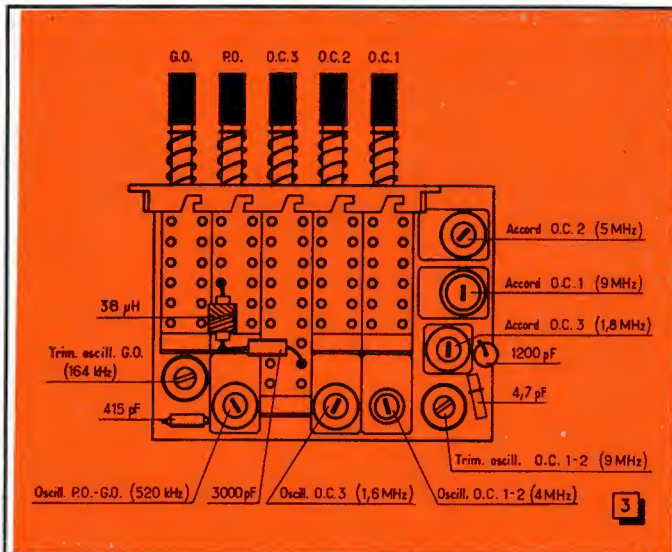 G.O. P.O. O.C.3 O.C.2 O.C.1
Accord O.C.2 (5 MHz)
Accord O.C.1 (9 MHz)
38 µH
Accord O.C.3 (1,8 MHz)
Trim. oscill. G.O.
(164 kHz)
1200 pF
415 pF
4,7 pF
Trim. oscill. O.C.1-2 (9 MHz)
Oscill. P.O.-G.O. (520 kHz) 3000 pF Oscill. O.C.3 (1,6 MHz) Oscill. O.C.1-2 (4 MHz)
3